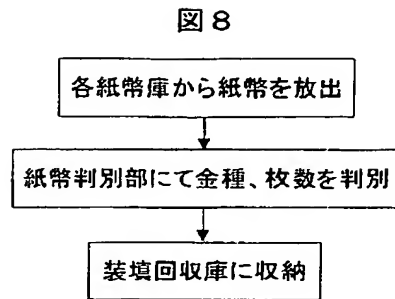 図8
各紙幣庫から紙幣を放出
紙幣判別部にて金種、枚数を判別
装填回収庫に収納